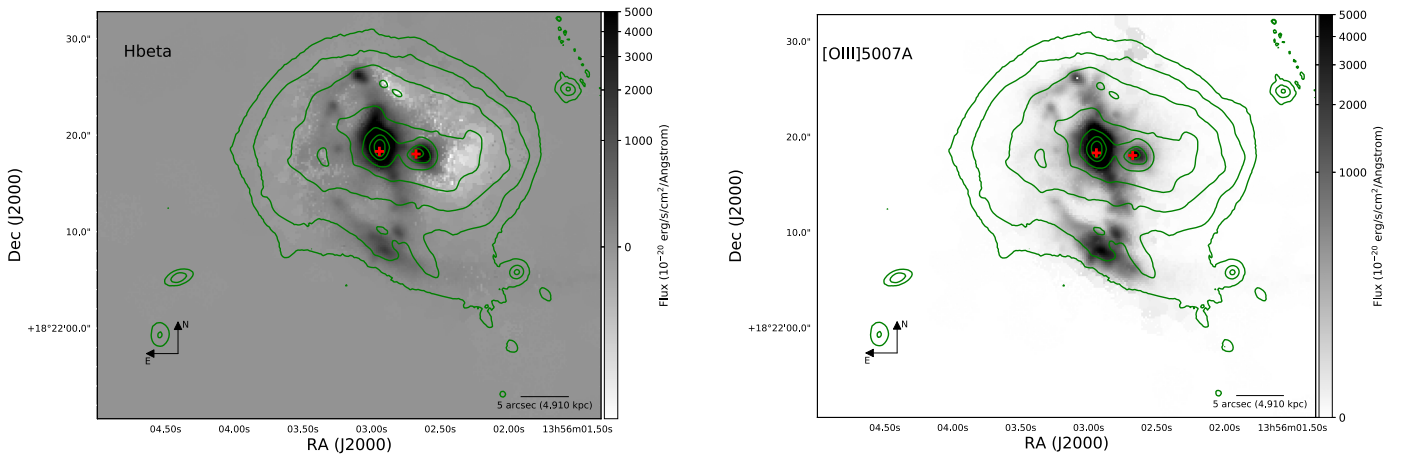 Hbeta
30.0"
20.0"
10.0"
+18°22'00.0"
Dec (J2000)
N
E
5 arcsec (4.910 kpc)
04.50s 04.00s 03.50s 03.00s 02.50s 02.00s 13h56m01.50s
RA (J2000)
5000
4000
3000
2000
1000
0
Flux (10⁻²⁰ erg/s/cm²/Angstrom)
[OIII]5007A
30.0"
20.0"
10.0"
+18°22'00.0"
Dec (J2000)
N
E
5 arcsec (4.910 kpc)
04.50s 04.00s 03.50s 03.00s 02.50s 02.00s 13h56m01.50s
RA (J2000)
5000
4000
3000
2000
1000
0
Flux (10⁻²⁰ erg/s/cm²/Angstrom)